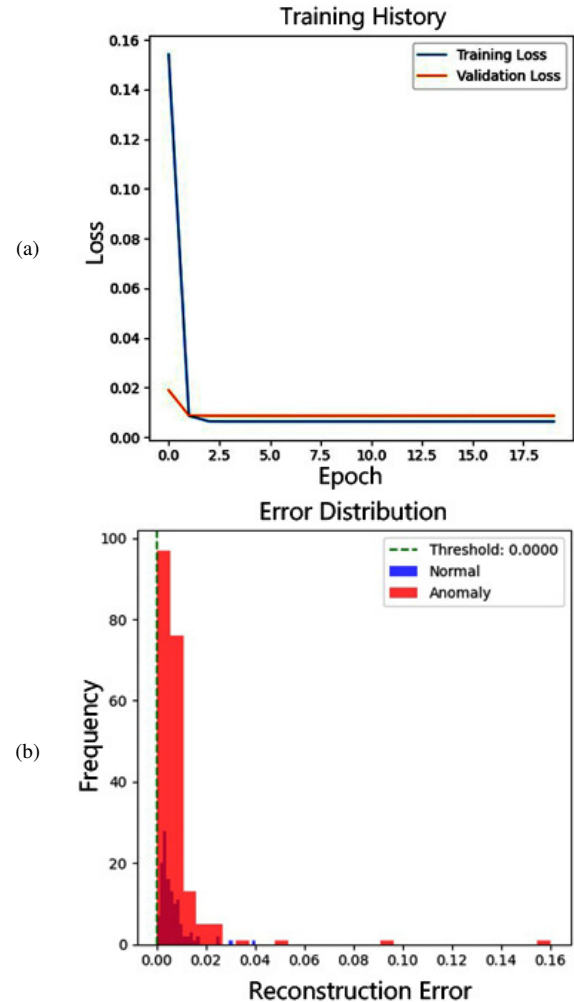 Training History
Training Loss
Validation Loss
0.16
0.14
0.12
0.10
0.08
0.06
0.04
0.02
0.00
Loss
(a)
0.0 2.5 5.0 7.5 10.0 12.5 15.0 17.5
Epoch
Error Distribution
Threshold: 0.0000
Normal
Anomaly
100
80
60
40
20
0
Frequency
(b)
0.00 0.02 0.04 0.06 0.08 0.10 0.12 0.14 0.16
Reconstruction Error